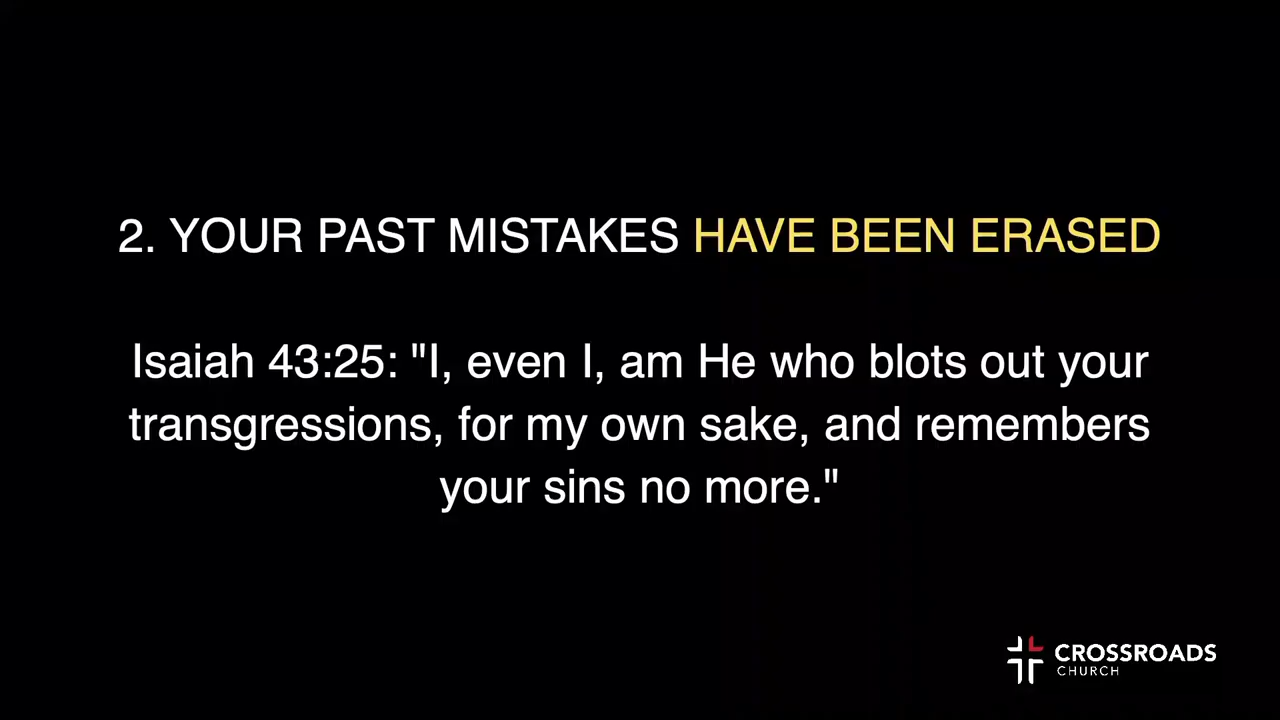 2. YOUR PAST MISTAKES HAVE BEEN ERASED
Isaiah 43:25: "I, even I, am He who blots out your
transgressions, for my own sake, and remembers
your sins no more."
CROSSROADS
CHURCH